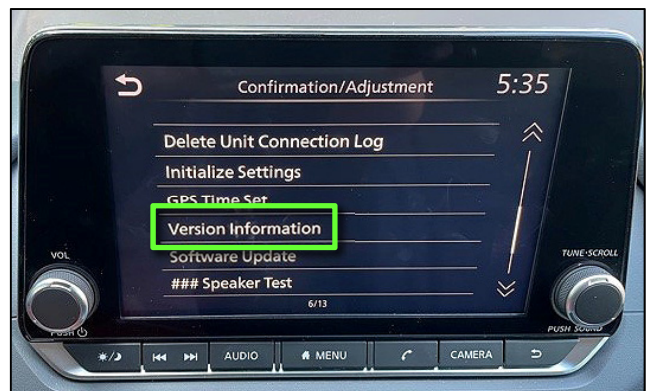 Confirmation/Adjustment 5:35
Delete Unit Connection Log
Initialize Settings
GPS Time Set
Version Information
Software Update
### Speaker Test
6/13
VOL
TUNE·SCROLL
PUSH
PUSH SOUND
AUDIO MENU CAMERA